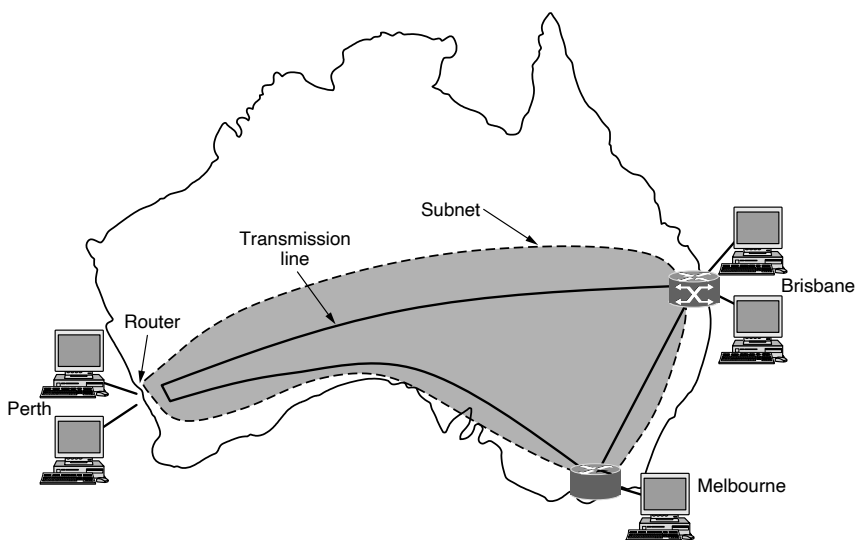 Subnet
Transmission
line
Brisbane
Router
Perth
Melbourne